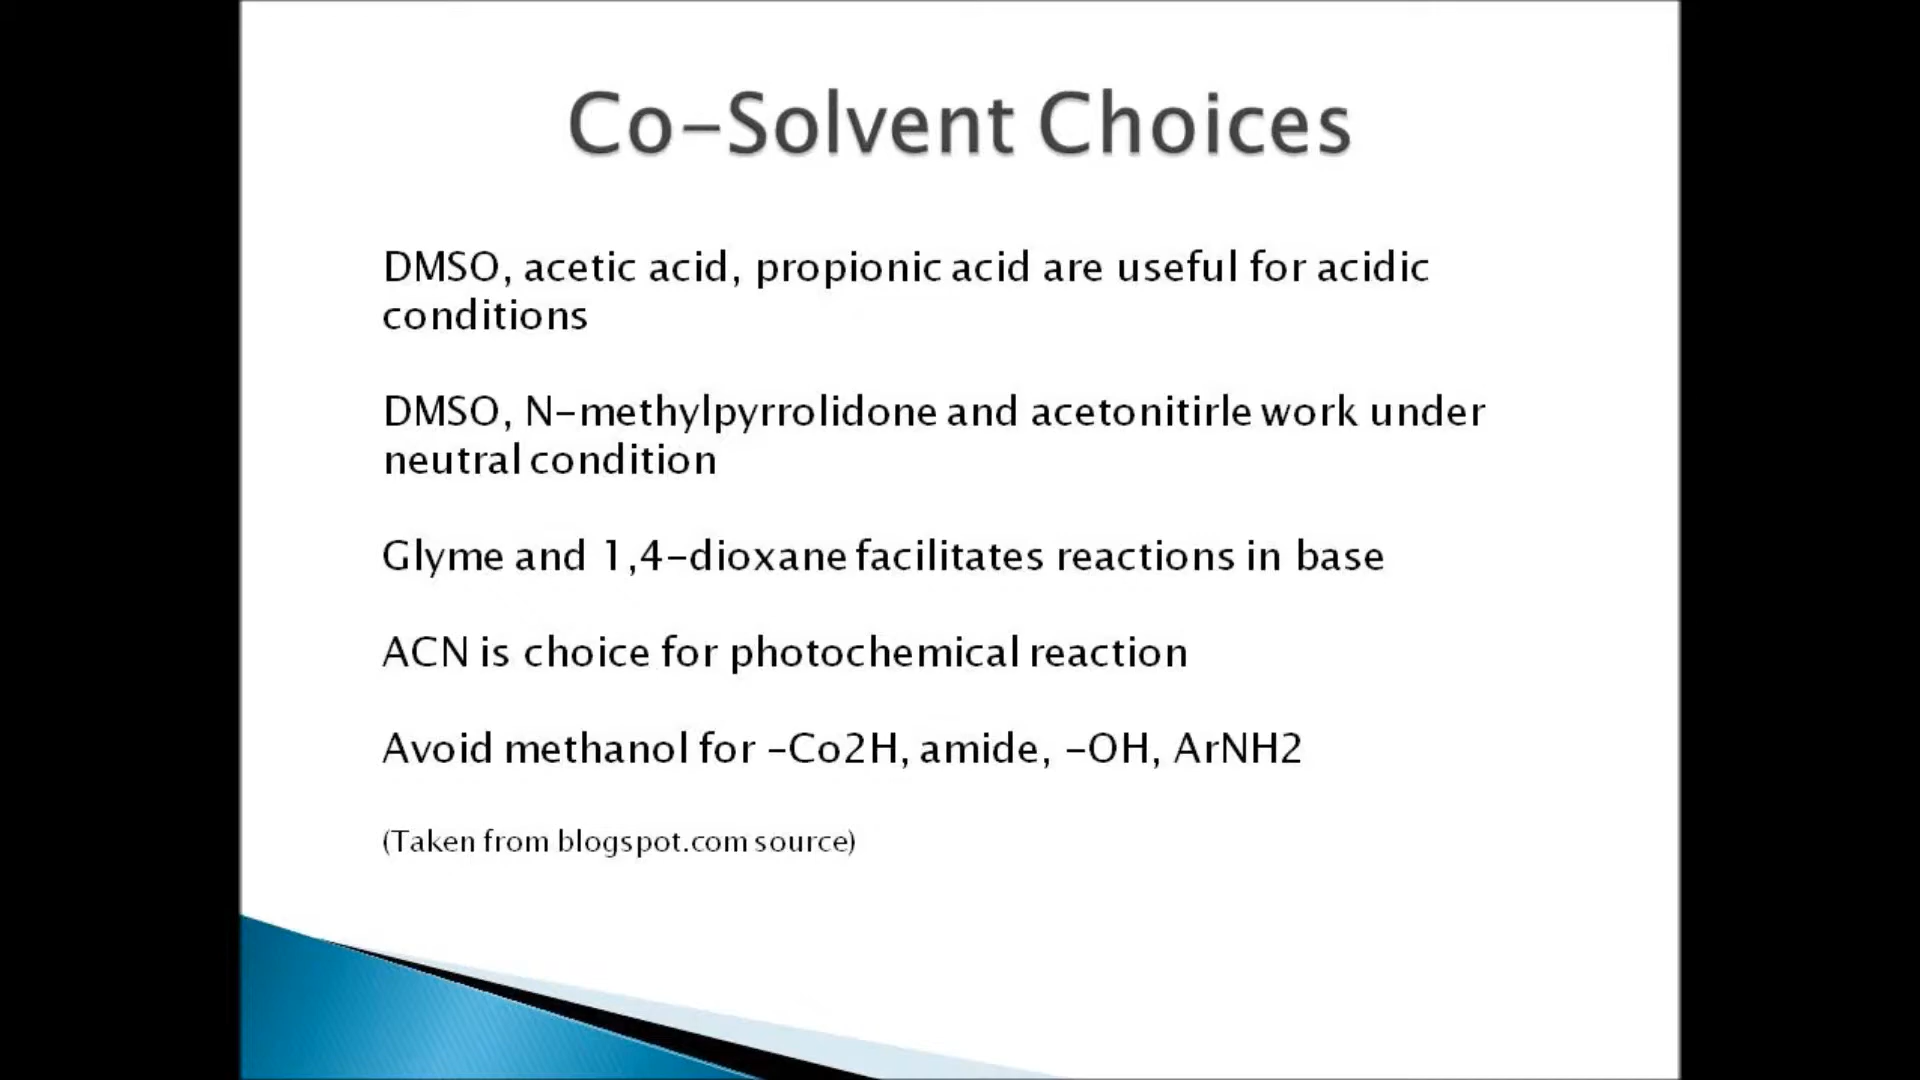 Co-Solvent Choices
DMSO, acetic acid, propionic acid are useful for acidic
conditions
DMSO, N-methylpyrrolidone and acetonitirle work under
neutral condition
Glyme and 1,4-dioxane facilitates reactions in base
ACN is choice for photochemical reaction
Avoid methanol for -Co2H, amide, -OH, ArNH2
(Taken from blogspot.com source)